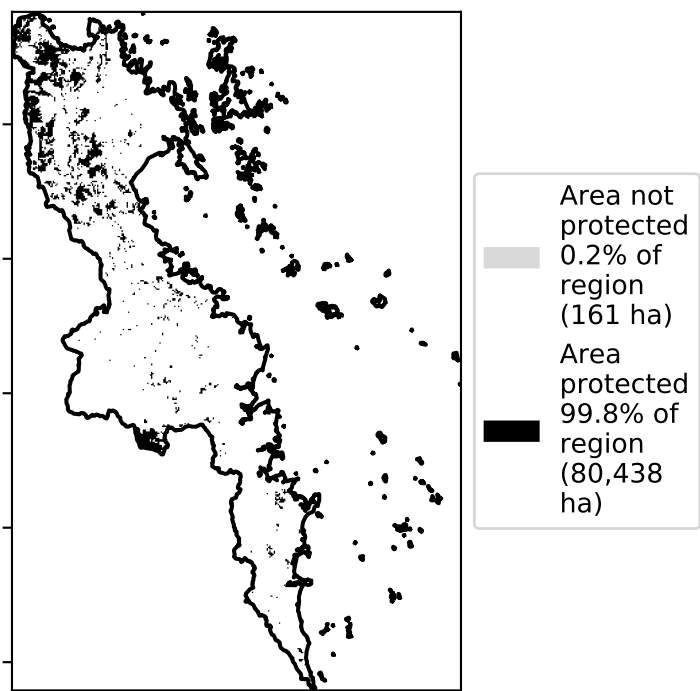 Area not
protected
0.2% of
region
(161 ha)
Area
protected
99.8% of
region
(80,438
ha)